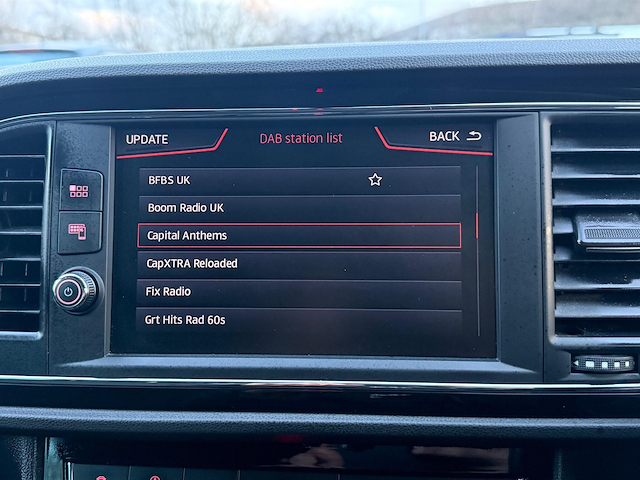 UPDATE
DAB station list
BACK
BFBS UK
Boom Radio UK
Capital Anthems
CapXTRA Reloaded
Fix Radio
Grt Hits Rad 60s